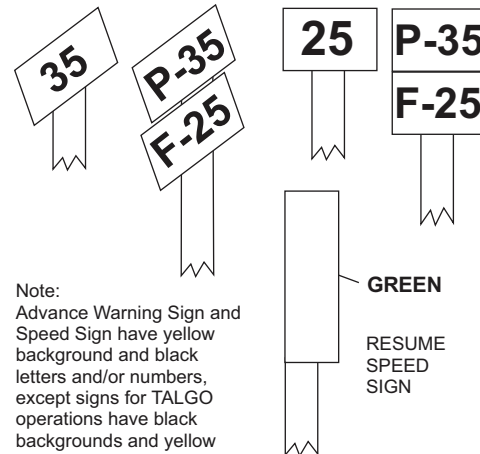 35
P-35
F-25
25
P-35
F-25
GREEN
RESUME
SPEED
SIGN
Note:
Advance Warning Sign and
Speed Sign have yellow
background and black
letters and/or numbers,
except signs for TALGO
operations have black
backgrounds and yellow